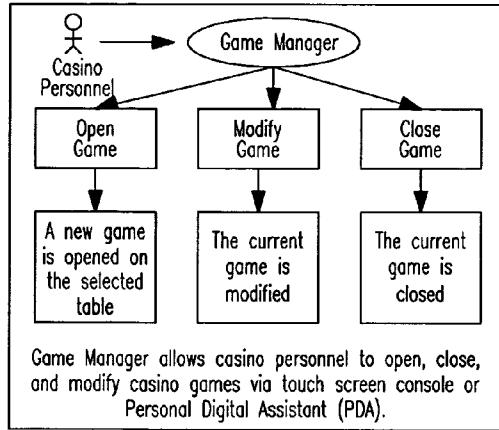 Game Manager
Casino
Personnel
Open
Game
Modify
Game
Close
Game
A new game
is opened on
the selected
table
The current
game is
modified
The current
game is
closed
Game Manager allows casino personnel to open, close,
and modify casino games via touch screen console or
Personal Digital Assistant (PDA).